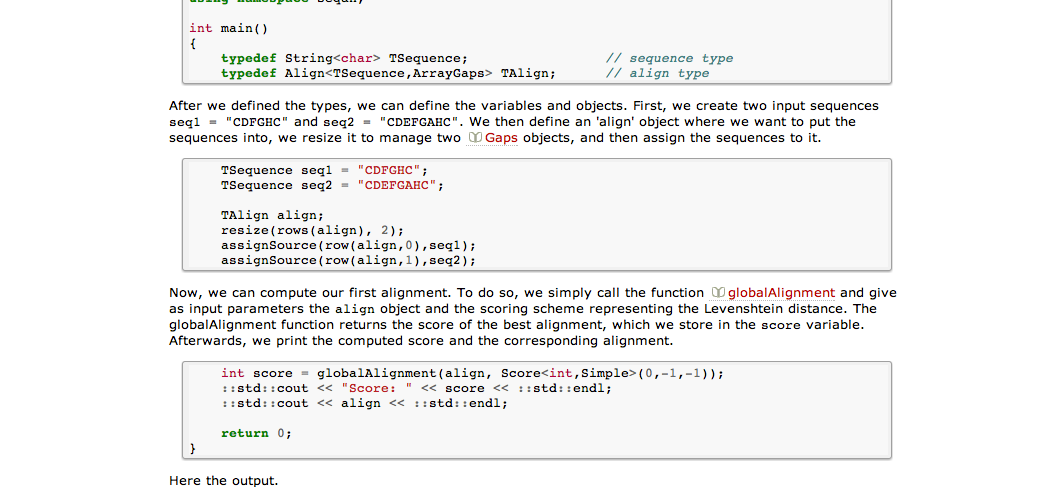 int main()
{
typedef String<char> TSequence; // sequence type
typedef Align<TSequence,ArrayGaps> TAlign; // align type
After we defined the types, we can define the variables and objects. First, we create two input sequences
seq1 = "CDFGHC" and seq2 = "CDEFGAHC". We then define an 'align' object where we want to put the
sequences into, we resize it to manage two Gaps objects, and then assign the sequences to it.
TSequence seq1 = "CDFGHC";
TSequence seq2 = "CDEFGAHC";
TAlign align;
resize(rows(align), 2);
assignSource(row(align,0),seq1);
assignSource(row(align,1),seq2);
Now, we can compute our first alignment. To do so, we simply call the function globalAlignment and give
as input parameters the align object and the scoring scheme representing the Levenshtein distance. The
globalAlignment function returns the score of the best alignment, which we store in the score variable.
Afterwards, we print the computed score and the corresponding alignment.
int score = globalAlignment(align, Score<int,Simple>(0,-1,-1));
::std::cout << "Score: " << score << ::std::endl;
::std::cout << align << ::std::endl;
return 0;
}
Here the output.